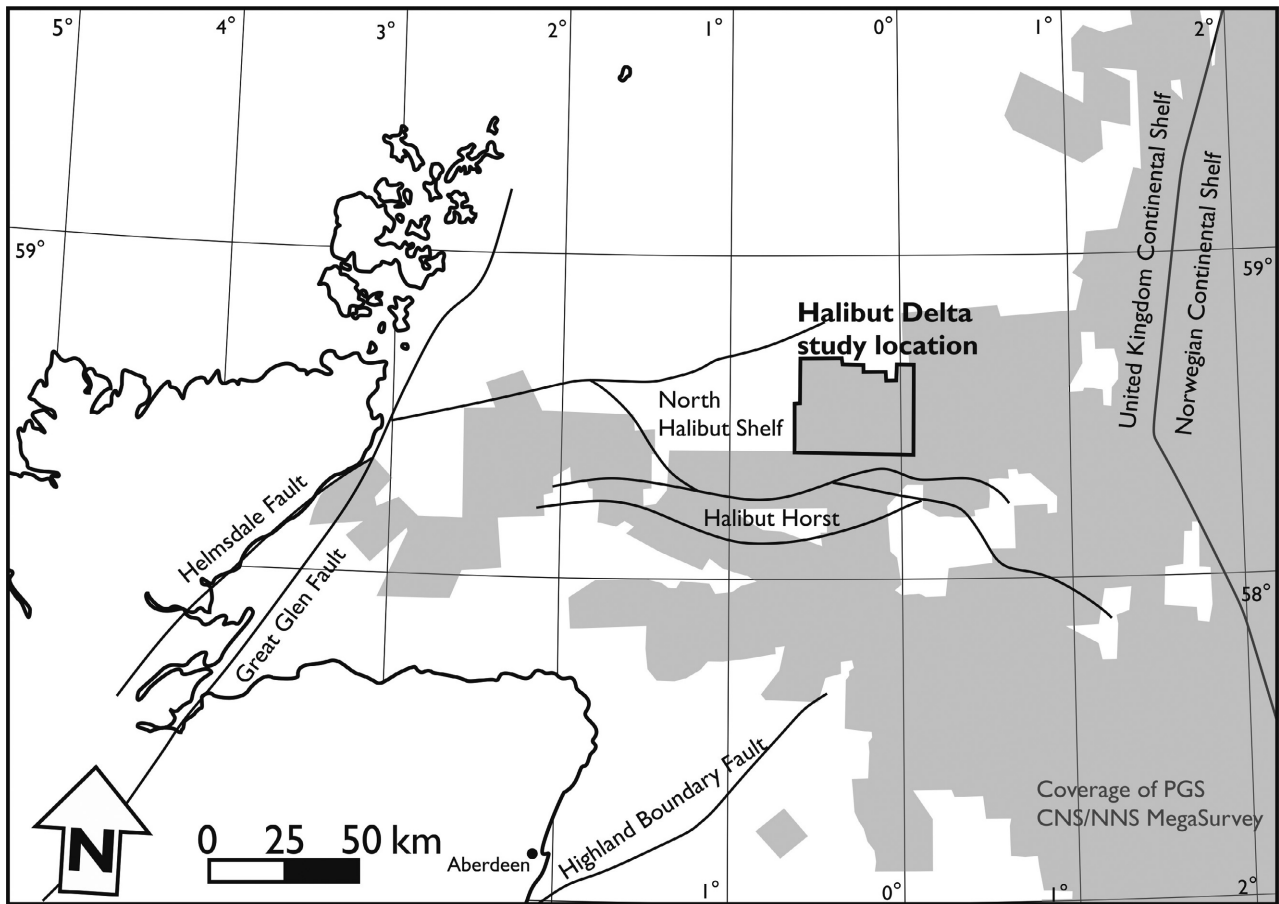 5° 4° 3° 2° 1° 0° 1° 2°
United Kingdom Continental Shelf
Norwegian Continental Shelf
59°
59°
Halibut Delta
study location
North
Halibut Shelf
Helmsdale Fault
Halibut Horst
Great Glen Fault
58°
Highland Boundary Fault
Coverage of PGS
CNS/NNS MegaSurvey
N
0 25 50 km
Aberdeen
1° 0° 1° 2°